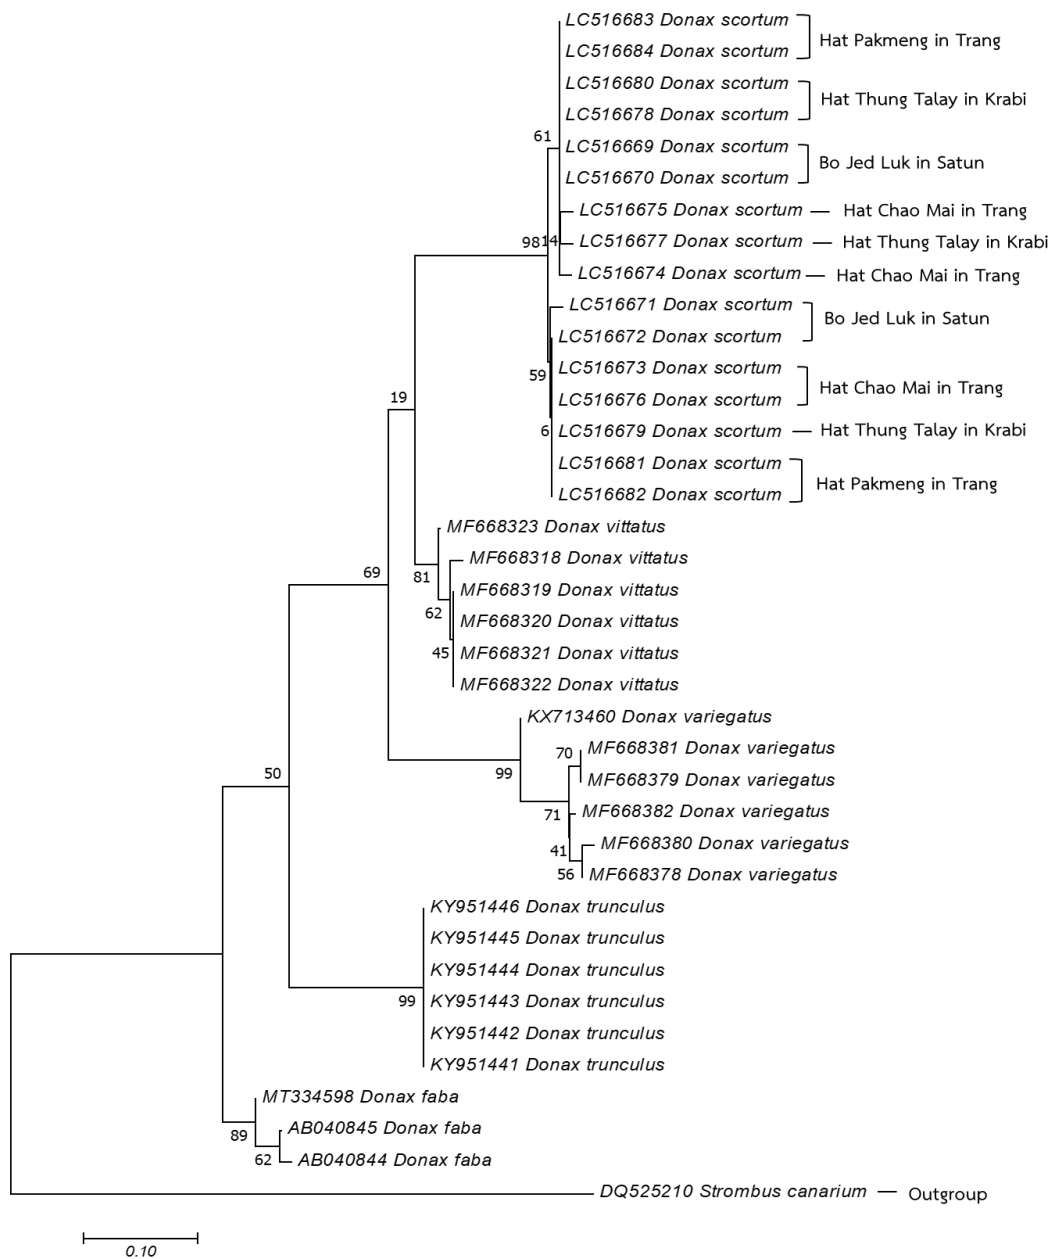 LC516683 Donax scortum
LC516684 Donax scortum
Hat Pakmeng in Trang
LC516680 Donax scortum
LC516678 Donax scortum
Hat Thung Talay in Krabi
61
LC516669 Donax scortum
LC516670 Donax scortum
Bo Jed Luk in Satun
LC516675 Donax scortum
Hat Chao Mai in Trang
98
14
LC516677 Donax scortum
Hat Thung Talay in Krabi
LC516674 Donax scortum
Hat Chao Mai in Trang
LC516671 Donax scortum
LC516672 Donax scortum
Bo Jed Luk in Satun
59
LC516673 Donax scortum
LC516676 Donax scortum
Hat Chao Mai in Trang
19
6
LC516679 Donax scortum
Hat Thung Talay in Krabi
LC516681 Donax scortum
LC516682 Donax scortum
Hat Pakmeng in Trang
MF668323 Donax vittatus
MF668318 Donax vittatus
69
81
MF668319 Donax vittatus
62
MF668320 Donax vittatus
45
MF668321 Donax vittatus
MF668322 Donax vittatus
KX713460 Donax variegatus
70
MF668381 Donax variegatus
50
99
MF668379 Donax variegatus
71
MF668382 Donax variegatus
41
MF668380 Donax variegatus
56
MF668378 Donax variegatus
KY951446 Donax trunculus
KY951445 Donax trunculus
KY951444 Donax trunculus
99
KY951443 Donax trunculus
KY951442 Donax trunculus
KY951441 Donax trunculus
MT334598 Donax faba
89
AB040845 Donax faba
62
AB040844 Donax faba
DQ525210 Strombus canarium
Outgroup
0.10